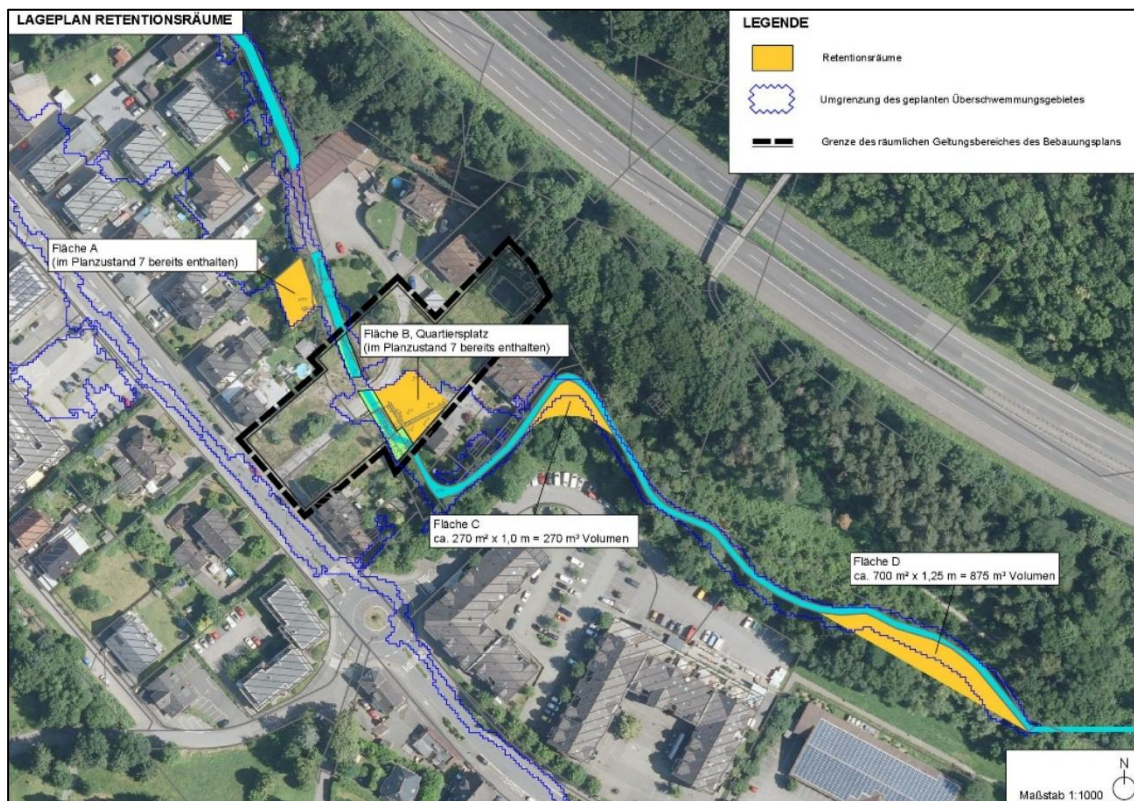 LAGEPLAN RETENTIONSRÄUME
LEGENDE
Retentionsräume
Umgrenzung des geplanten Überschwemmungsgebietes
Grenze des räumlichen Geltungsbereiches des Bebauungsplans
Fläche A
(im Planzustand 7 bereits enthalten)
Fläche B, Quartiersplatz
(im Planzustand 7 bereits enthalten)
Fläche C
ca. 270 m² x 1,0 m = 270 m³ Volumen
Fläche D
ca. 700 m² x 1,25 m = 875 m³ Volumen
N
Maßstab 1:1000